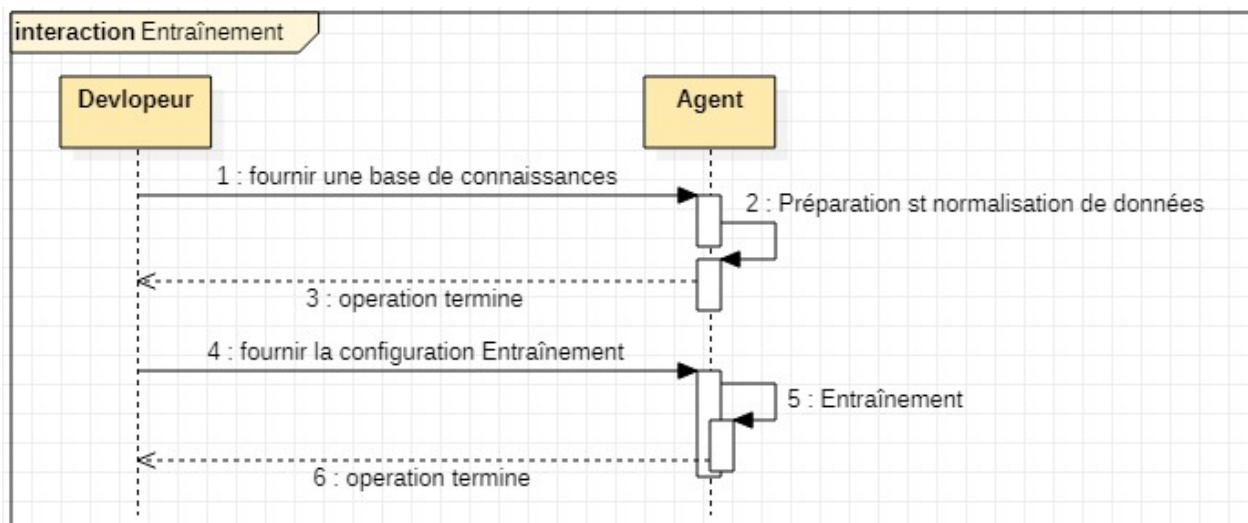 interaction Entraînement
Devlopeur
Agent
1 : fournir une base de connaissances
2 : Préparation st normalisation de données
3 : operation termine
4 : fournir la configuration Entraînement
5 : Entraînement
6 : operation termine